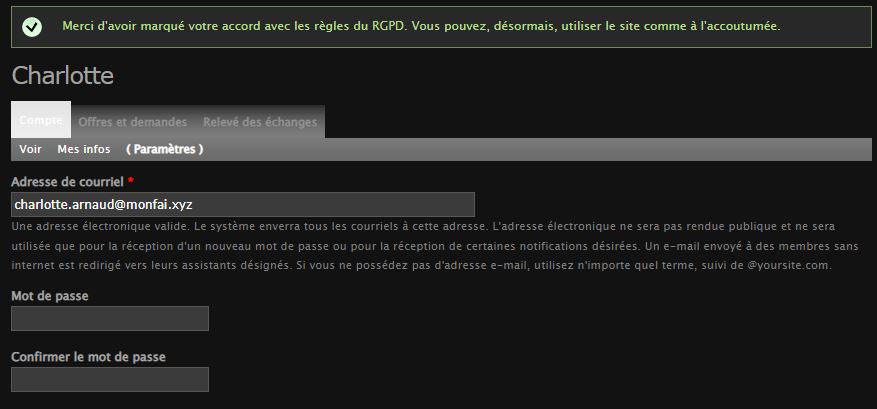 Merci d'avoir marqué votre accord avec les règles du RGPD. Vous pouvez, désormais, utiliser le site comme à l'accoutumée.
Charlotte
Compte Offres et demandes Relevé des échanges
Voir Mes infos ( Paramètres )
Adresse de courriel *
charlotte.arnaud@monfai.xyz
Une adresse électronique valide. Le système enverra tous les courriels à cette adresse. L'adresse électronique ne sera pas rendue publique et ne sera
utilisée que pour la réception d'un nouveau mot de passe ou pour la réception de certaines notifications désirées. Un e-mail envoyé à des membres sans
internet est redirigé vers leurs assistants désignés. Si vous ne possédez pas d'adresse e-mail, utilisez n'importe quel terme, suivi de @yoursite.com.
Mot de passe
Confirmer le mot de passe